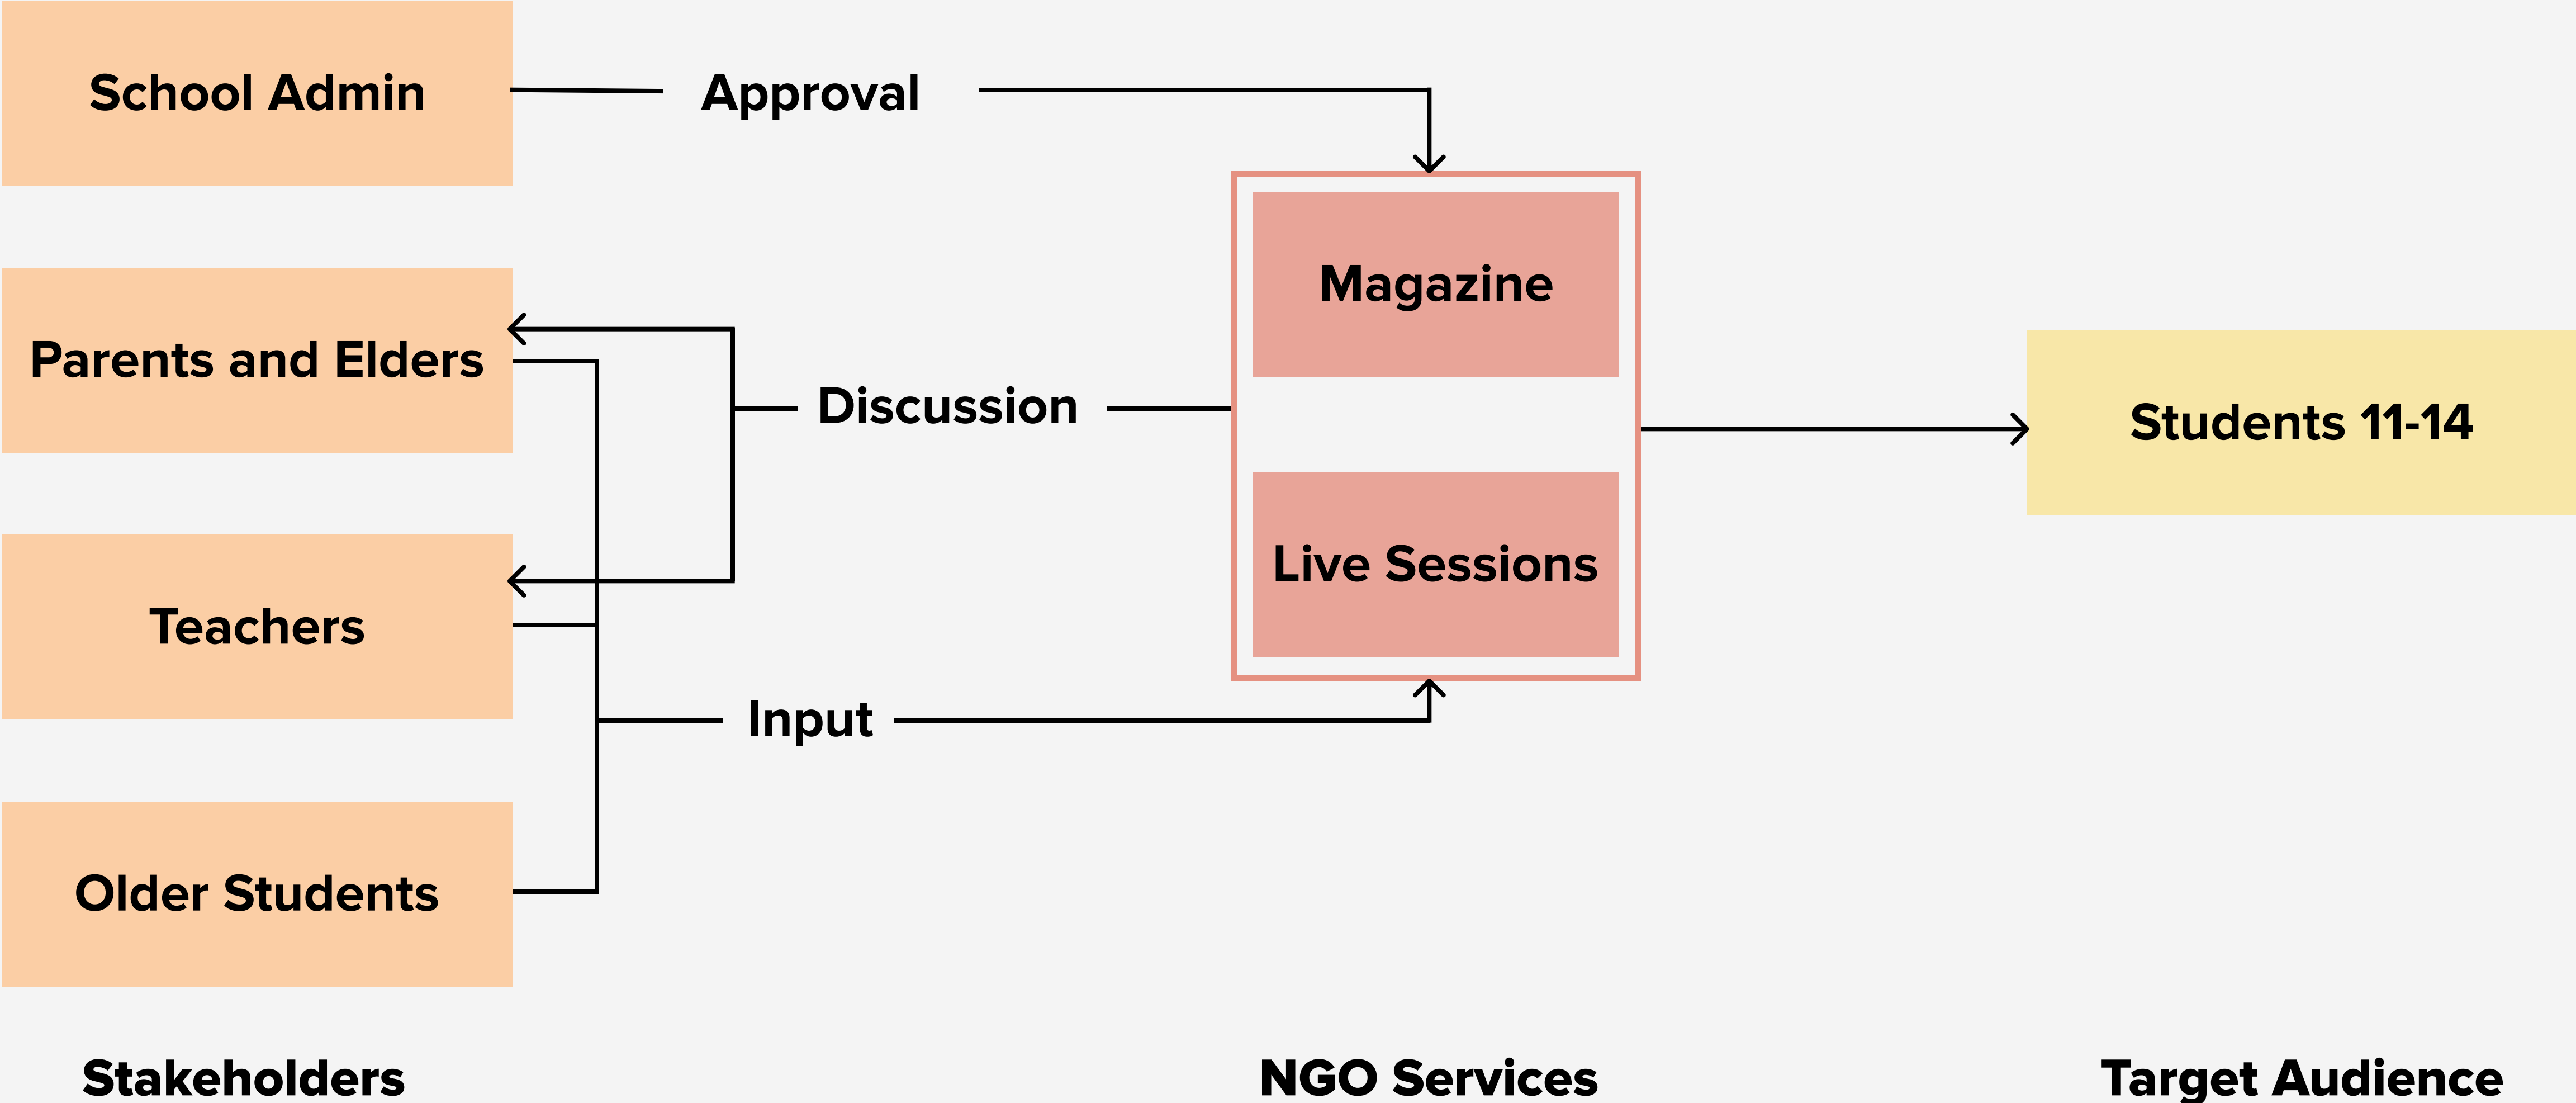 School Admin
Approval
Magazine
Parents and Elders
Discussion
Students 11-14
Live Sessions
Teachers
Input
Older Students
Stakeholders
NGO Services
Target Audience